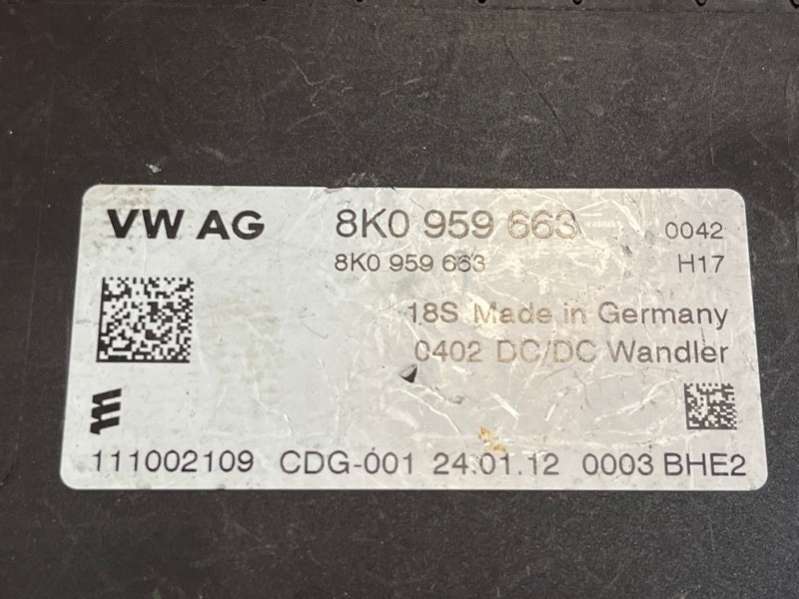 VW AG 8K0 959 663 0042
8K0 959 663 H17
18S Made in Germany
0402 DC/DC Wandler
111002109 CDG-001 24.01.12 0003 BHE2